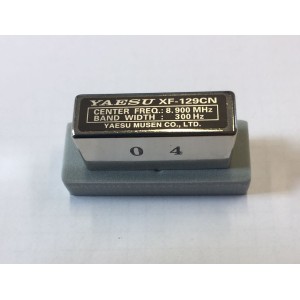 YAESU XF-129CN
CENTER FREQ.: 8.900 MHz
BAND WIDTH : 300 Hz
YAESU MUSEN CO., LTD.
0 4